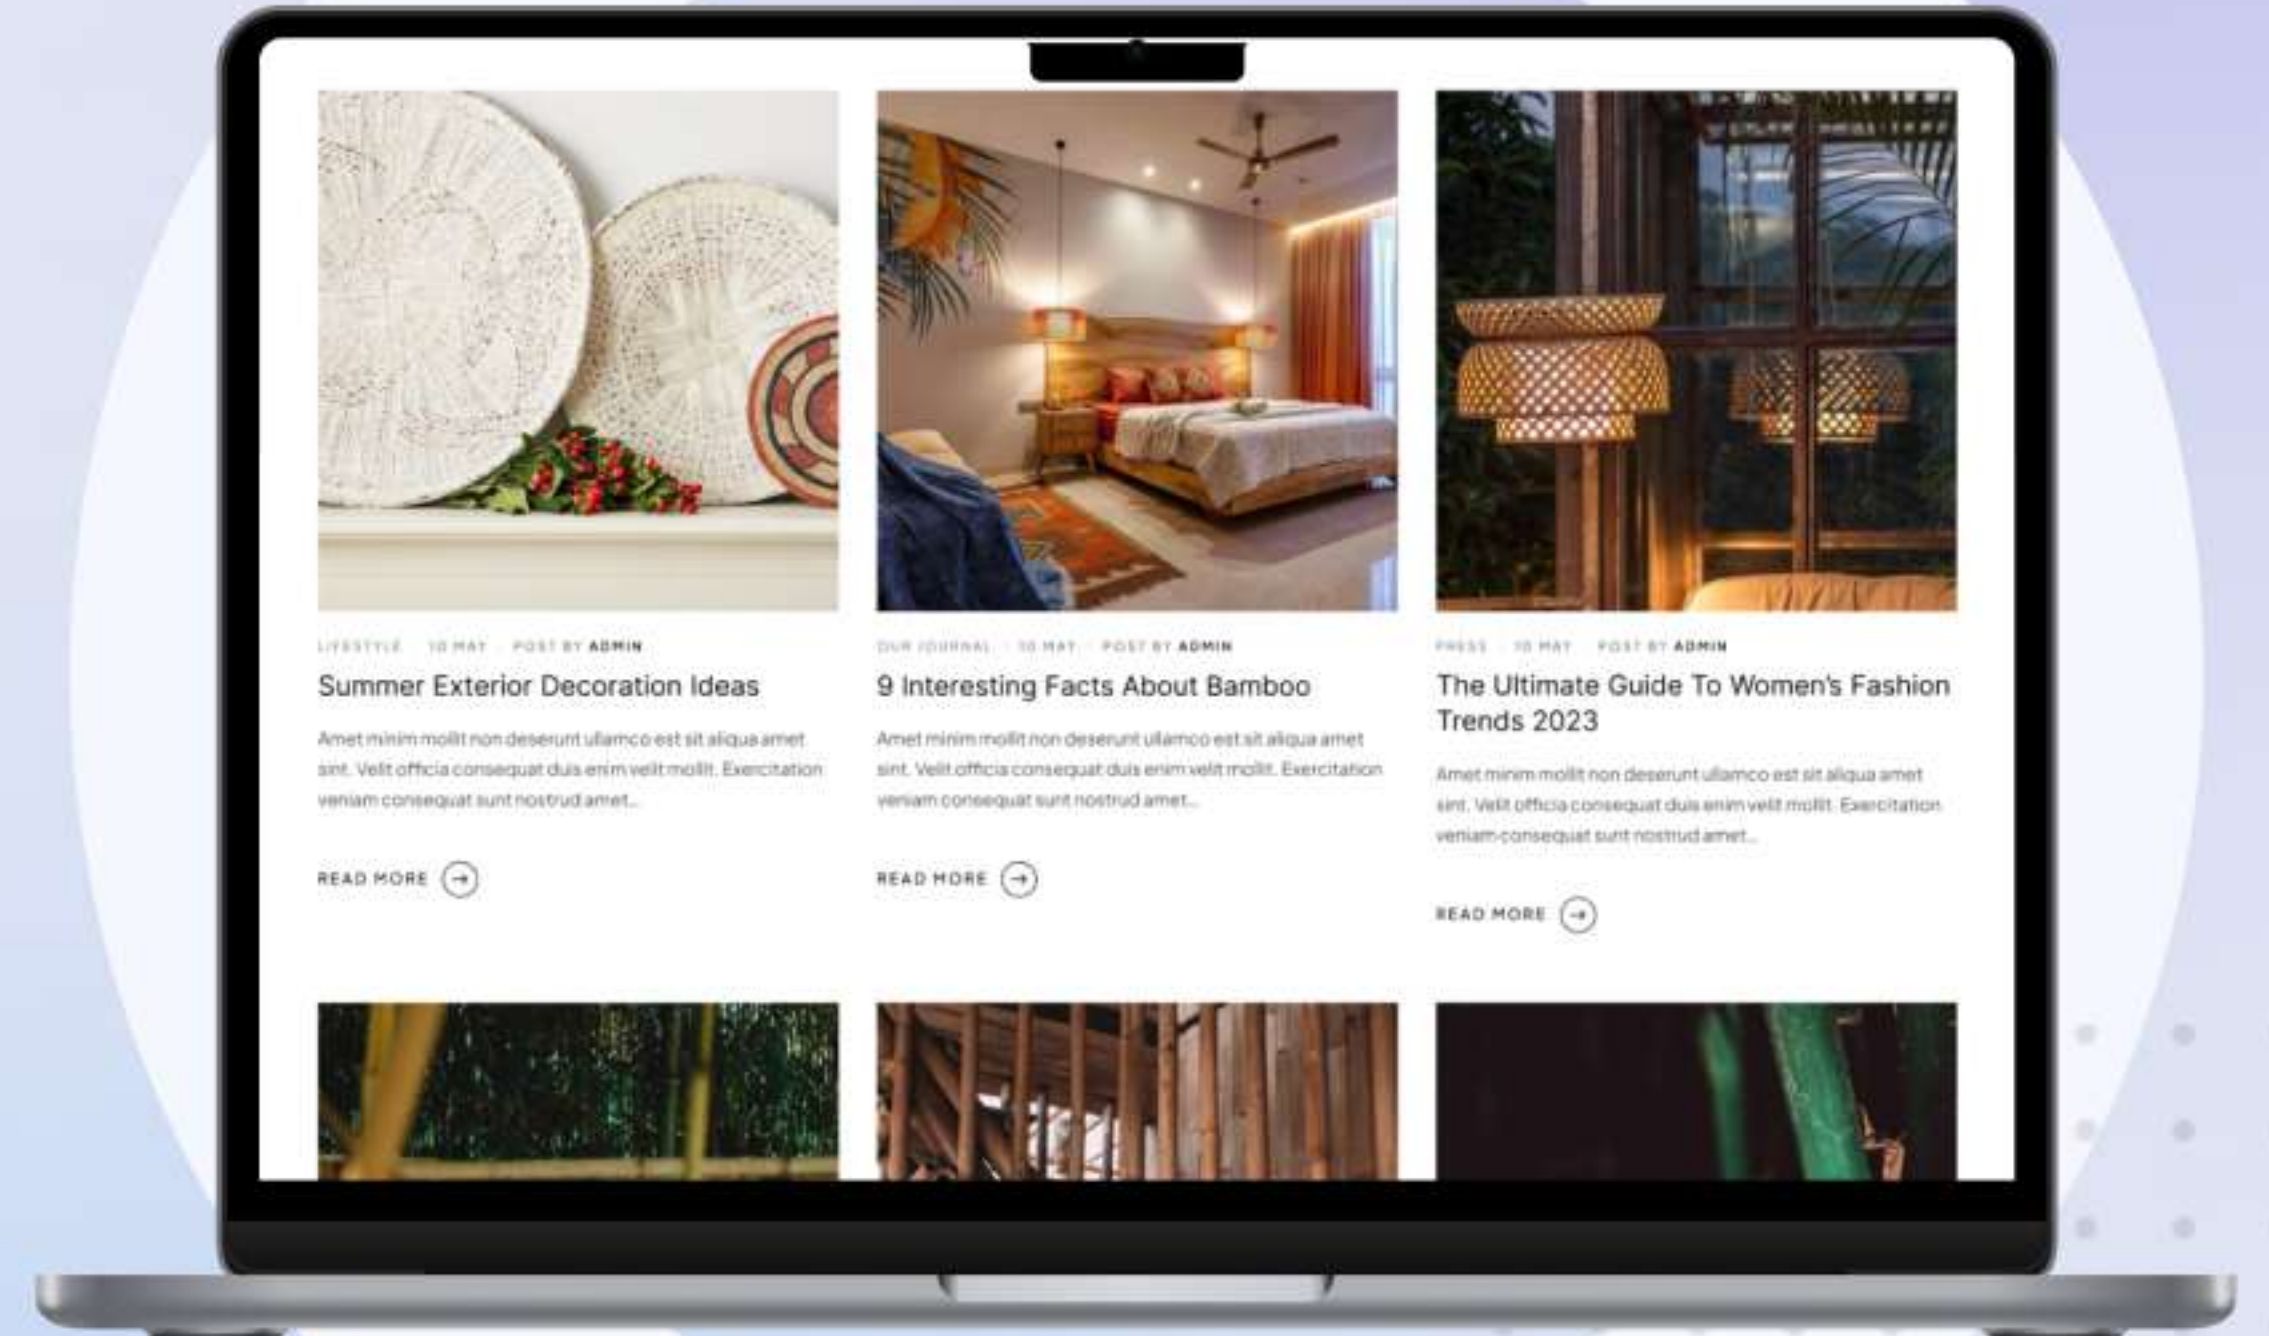 LIFESTYLE 10 MAY POST BY ADMIN
Summer Exterior Decoration Ideas
Amet minim mollit non deserunt ullamco est sit aliqua amet
sint. Velit officia consequat duis enim velit mollit. Exercitation
veniam consequat sunt nostrud amet...
READ MORE
OUR JOURNAL 10 MAY POST BY ADMIN
9 Interesting Facts About Bamboo
Amet minim mollit non deserunt ullamco est sit aliqua amet
sint. Velit officia consequat duis enim velit mollit. Exercitation
veniam consequat sunt nostrud amet...
READ MORE
PRESS 10 MAY POST BY ADMIN
The Ultimate Guide To Women's Fashion
Trends 2023
Amet minim mollit non deserunt ullamco est sit aliqua amet
sint. Velit officia consequat duis enim velit mollit. Exercitation
veniam consequat sunt nostrud amet...
READ MORE